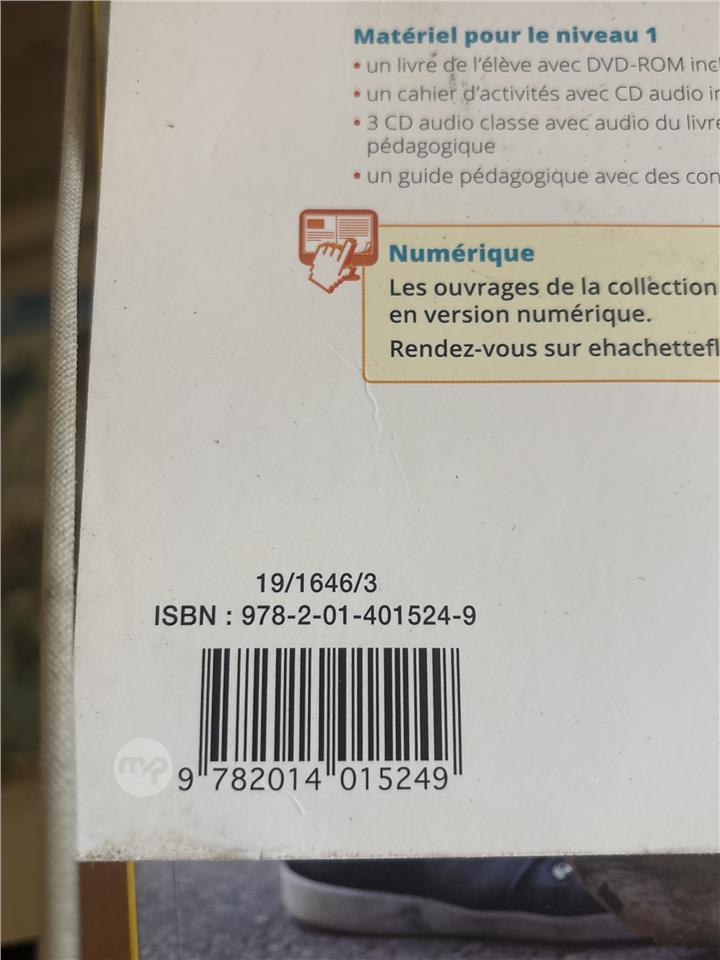 Matériel pour le niveau 1
• un livre de l'élève avec DVD-ROM
• un cahier d'activités avec CD audio
• 3 CD audio classe avec audio du livre
pédagogique
• un guide pédagogique avec des
Numérique
Les ouvrages de la collection
en version numérique.
Rendez-vous sur ehachettefl
19/1646/3
ISBN : 978-2-01-401524-9
9 782014 015249
mp